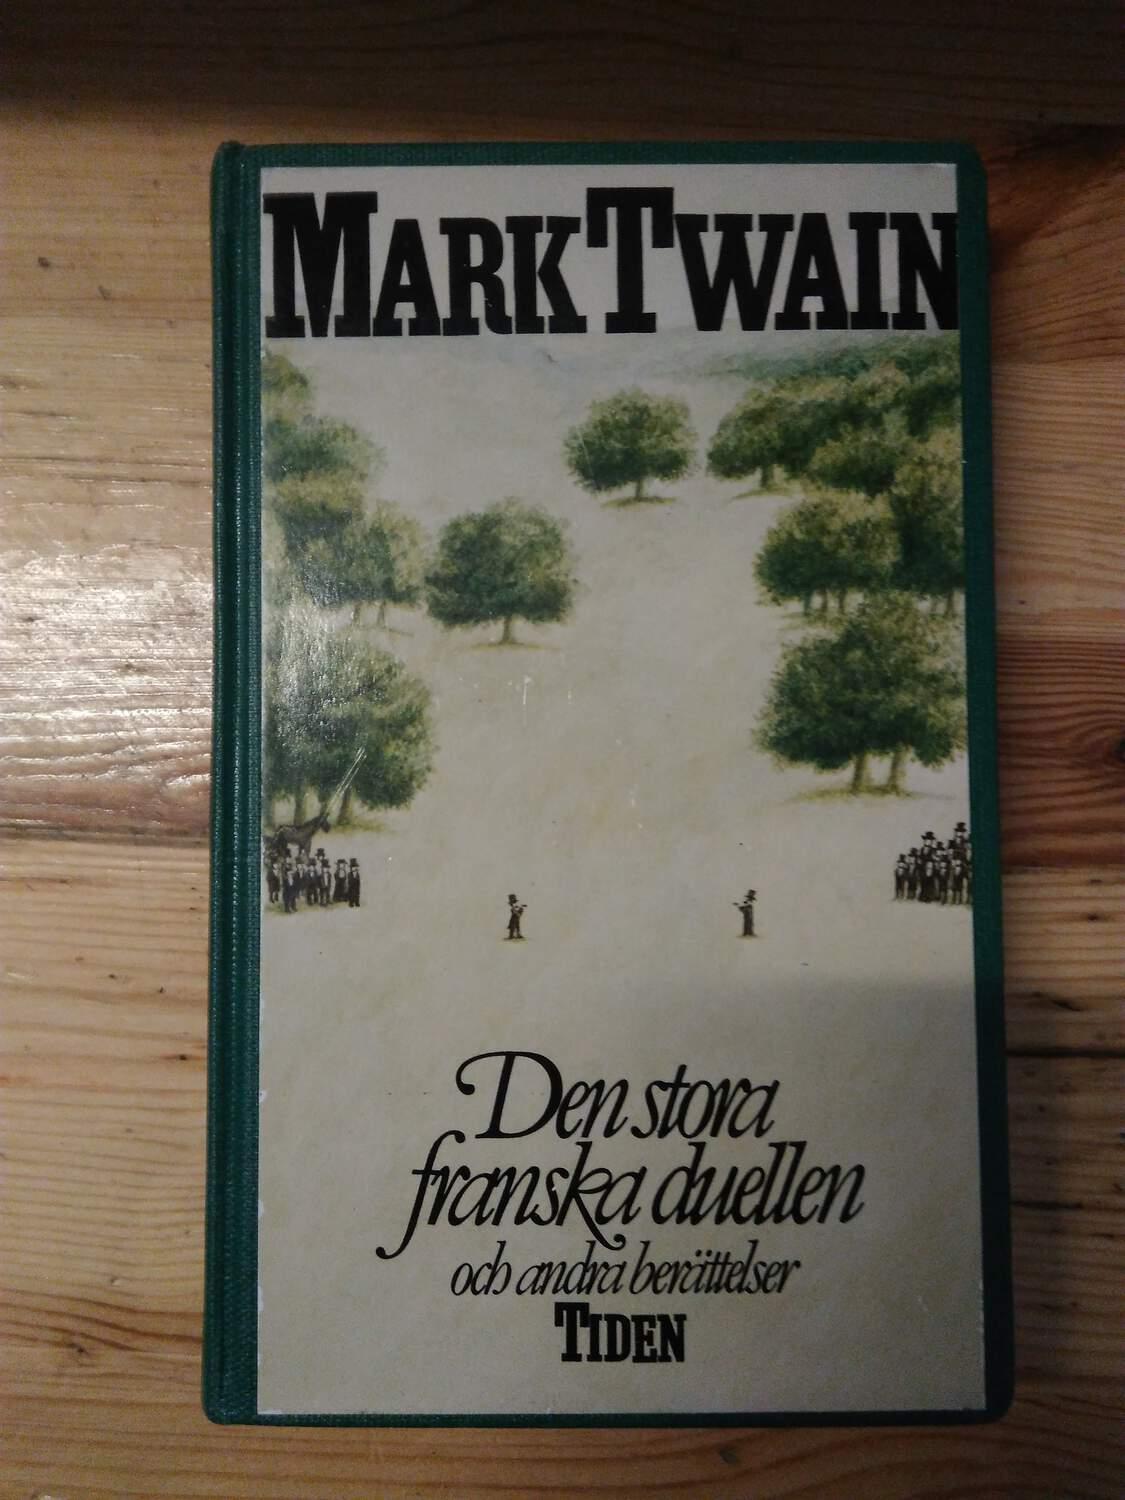 MARK TWAIN
Den stora
franska duellen
och andra berättelser
TIDEN